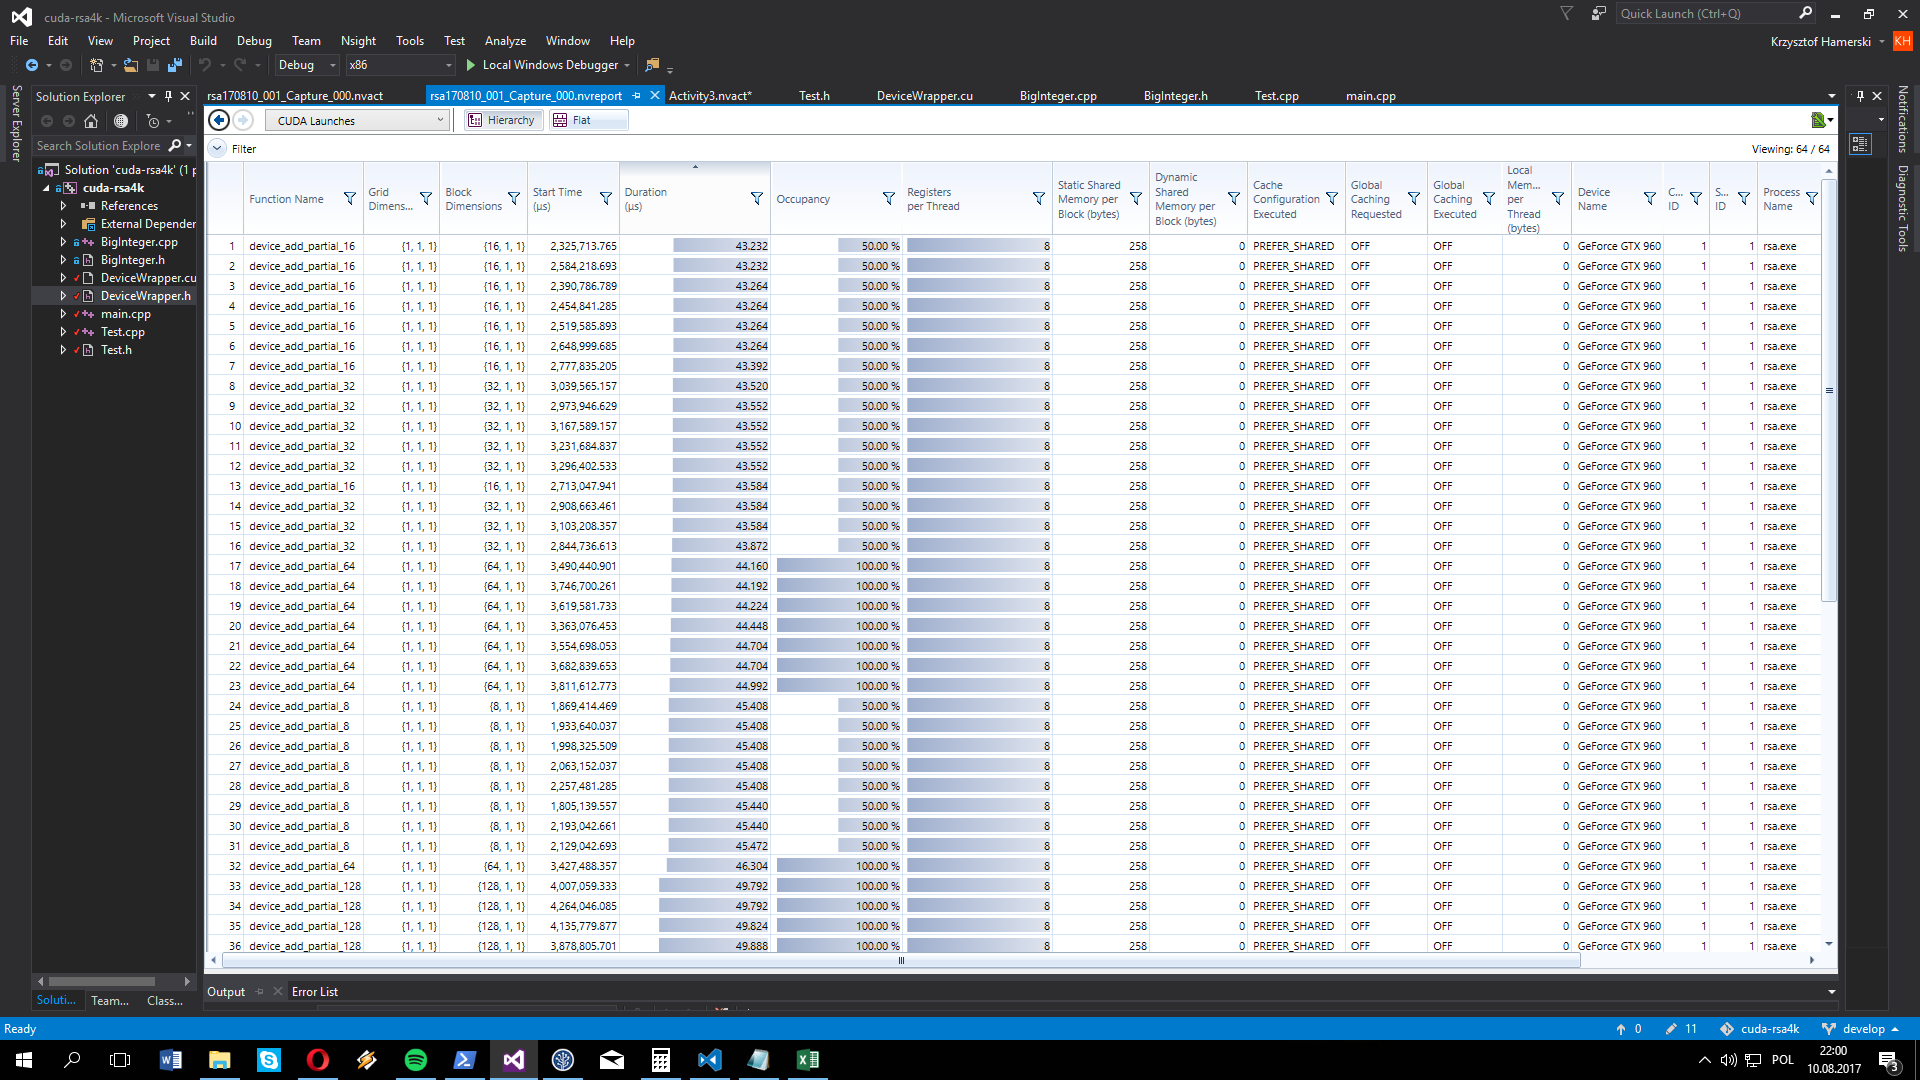 cuda-rsa4k - Microsoft Visual Studio
Quick Launch (Ctrl+Q)
File Edit View Project Build Debug Team Nsight Tools Test Analyze Window Help
Krzysztof Hamerski KH
Debug x86 Local Windows Debugger
Server Explorer
Solution Explorer
Search Solution Explorer
Solution 'cuda-rsa4k' (1 p
cuda-rsa4k
References
External Depender
BigInteger.cpp
BigInteger.h
DeviceWrapper.cu
DeviceWrapper.h
main.cpp
Test.cpp
Test.h
Soluti... Team... Class...
rsa170810_001_Capture_000.nvact rsa170810_001_Capture_000.nvreport Activity3.nvact* Test.h DeviceWrapper.cu BigInteger.cpp BigInteger.h Test.cpp main.cpp
CUDA Launches Hierarchy Flat
Filter Viewing: 64 / 64
Function Name Grid Dimens... Block Dimensions Start Time (μs) Duration (μs) Occupancy Registers per Thread Static Shared Memory per Block (bytes) Dynamic Shared Memory per Block (bytes) Cache Configuration Executed Global Caching Requested Global Caching Executed Local Mem... per Thread (bytes) Device Name C... ID S... ID Process Name
1 device_add_partial_16 {1, 1, 1} {16, 1, 1} 2,325,713.765 43.232 50.00 % 8 258 0 PREFER_SHARED OFF OFF 0 GeForce GTX 960 1 1 rsa.exe
2 device_add_partial_16 {1, 1, 1} {16, 1, 1} 2,584,218.693 43.232 50.00 % 8 258 0 PREFER_SHARED OFF OFF 0 GeForce GTX 960 1 1 rsa.exe
3 device_add_partial_16 {1, 1, 1} {16, 1, 1} 2,390,786.789 43.264 50.00 % 8 258 0 PREFER_SHARED OFF OFF 0 GeForce GTX 960 1 1 rsa.exe
4 device_add_partial_16 {1, 1, 1} {16, 1, 1} 2,454,841.285 43.264 50.00 % 8 258 0 PREFER_SHARED OFF OFF 0 GeForce GTX 960 1 1 rsa.exe
5 device_add_partial_16 {1, 1, 1} {16, 1, 1} 2,519,585.893 43.264 50.00 % 8 258 0 PREFER_SHARED OFF OFF 0 GeForce GTX 960 1 1 rsa.exe
6 device_add_partial_16 {1, 1, 1} {16, 1, 1} 2,648,999.685 43.264 50.00 % 8 258 0 PREFER_SHARED OFF OFF 0 GeForce GTX 960 1 1 rsa.exe
7 device_add_partial_16 {1, 1, 1} {16, 1, 1} 2,777,835.205 43.392 50.00 % 8 258 0 PREFER_SHARED OFF OFF 0 GeForce GTX 960 1 1 rsa.exe
8 device_add_partial_32 {1, 1, 1} {32, 1, 1} 3,039,565.157 43.520 50.00 % 8 258 0 PREFER_SHARED OFF OFF 0 GeForce GTX 960 1 1 rsa.exe
9 device_add_partial_32 {1, 1, 1} {32, 1, 1} 2,973,946.629 43.552 50.00 % 8 258 0 PREFER_SHARED OFF OFF 0 GeForce GTX 960 1 1 rsa.exe
10 device_add_partial_32 {1, 1, 1} {32, 1, 1} 3,167,589.157 43.552 50.00 % 8 258 0 PREFER_SHARED OFF OFF 0 GeForce GTX 960 1 1 rsa.exe
11 device_add_partial_32 {1, 1, 1} {32, 1, 1} 3,231,684.837 43.552 50.00 % 8 258 0 PREFER_SHARED OFF OFF 0 GeForce GTX 960 1 1 rsa.exe
12 device_add_partial_32 {1, 1, 1} {32, 1, 1} 3,296,402.533 43.552 50.00 % 8 258 0 PREFER_SHARED OFF OFF 0 GeForce GTX 960 1 1 rsa.exe
13 device_add_partial_16 {1, 1, 1} {16, 1, 1} 2,713,047.941 43.584 50.00 % 8 258 0 PREFER_SHARED OFF OFF 0 GeForce GTX 960 1 1 rsa.exe
14 device_add_partial_32 {1, 1, 1} {32, 1, 1} 2,908,663.461 43.584 50.00 % 8 258 0 PREFER_SHARED OFF OFF 0 GeForce GTX 960 1 1 rsa.exe
15 device_add_partial_32 {1, 1, 1} {32, 1, 1} 3,103,208.357 43.584 50.00 % 8 258 0 PREFER_SHARED OFF OFF 0 GeForce GTX 960 1 1 rsa.exe
16 device_add_partial_32 {1, 1, 1} {32, 1, 1} 2,844,736.613 43.872 50.00 % 8 258 0 PREFER_SHARED OFF OFF 0 GeForce GTX 960 1 1 rsa.exe
17 device_add_partial_64 {1, 1, 1} {64, 1, 1} 3,490,440.901 44.160 100.00 % 8 258 0 PREFER_SHARED OFF OFF 0 GeForce GTX 960 1 1 rsa.exe
18 device_add_partial_64 {1, 1, 1} {64, 1, 1} 3,746,700.261 44.192 100.00 % 8 258 0 PREFER_SHARED OFF OFF 0 GeForce GTX 960 1 1 rsa.exe
19 device_add_partial_64 {1, 1, 1} {64, 1, 1} 3,619,581.733 44.224 100.00 % 8 258 0 PREFER_SHARED OFF OFF 0 GeForce GTX 960 1 1 rsa.exe
20 device_add_partial_64 {1, 1, 1} {64, 1, 1} 3,363,076.453 44.448 100.00 % 8 258 0 PREFER_SHARED OFF OFF 0 GeForce GTX 960 1 1 rsa.exe
21 device_add_partial_64 {1, 1, 1} {64, 1, 1} 3,554,698.053 44.704 100.00 % 8 258 0 PREFER_SHARED OFF OFF 0 GeForce GTX 960 1 1 rsa.exe
22 device_add_partial_64 {1, 1, 1} {64, 1, 1} 3,682,839.653 44.704 100.00 % 8 258 0 PREFER_SHARED OFF OFF 0 GeForce GTX 960 1 1 rsa.exe
23 device_add_partial_64 {1, 1, 1} {64, 1, 1} 3,811,612.773 44.992 100.00 % 8 258 0 PREFER_SHARED OFF OFF 0 GeForce GTX 960 1 1 rsa.exe
24 device_add_partial_8 {1, 1, 1} {8, 1, 1} 1,869,414.469 45.408 50.00 % 8 258 0 PREFER_SHARED OFF OFF 0 GeForce GTX 960 1 1 rsa.exe
25 device_add_partial_8 {1, 1, 1} {8, 1, 1} 1,933,640.037 45.408 50.00 % 8 258 0 PREFER_SHARED OFF OFF 0 GeForce GTX 960 1 1 rsa.exe
26 device_add_partial_8 {1, 1, 1} {8, 1, 1} 1,998,325.509 45.408 50.00 % 8 258 0 PREFER_SHARED OFF OFF 0 GeForce GTX 960 1 1 rsa.exe
27 device_add_partial_8 {1, 1, 1} {8, 1, 1} 2,063,152.037 45.408 50.00 % 8 258 0 PREFER_SHARED OFF OFF 0 GeForce GTX 960 1 1 rsa.exe
28 device_add_partial_8 {1, 1, 1} {8, 1, 1} 2,257,481.285 45.408 50.00 % 8 258 0 PREFER_SHARED OFF OFF 0 GeForce GTX 960 1 1 rsa.exe
29 device_add_partial_8 {1, 1, 1} {8, 1, 1} 1,805,139.557 45.440 50.00 % 8 258 0 PREFER_SHARED OFF OFF 0 GeForce GTX 960 1 1 rsa.exe
30 device_add_partial_8 {1, 1, 1} {8, 1, 1} 2,193,042.661 45.440 50.00 % 8 258 0 PREFER_SHARED OFF OFF 0 GeForce GTX 960 1 1 rsa.exe
31 device_add_partial_8 {1, 1, 1} {8, 1, 1} 2,129,042.693 45.472 50.00 % 8 258 0 PREFER_SHARED OFF OFF 0 GeForce GTX 960 1 1 rsa.exe
32 device_add_partial_64 {1, 1, 1} {64, 1, 1} 3,427,488.357 46.304 100.00 % 8 258 0 PREFER_SHARED OFF OFF 0 GeForce GTX 960 1 1 rsa.exe
33 device_add_partial_128 {1, 1, 1} {128, 1, 1} 4,007,059.333 49.792 100.00 % 8 258 0 PREFER_SHARED OFF OFF 0 GeForce GTX 960 1 1 rsa.exe
34 device_add_partial_128 {1, 1, 1} {128, 1, 1} 4,264,046.085 49.792 100.00 % 8 258 0 PREFER_SHARED OFF OFF 0 GeForce GTX 960 1 1 rsa.exe
35 device_add_partial_128 {1, 1, 1} {128, 1, 1} 4,135,779.877 49.824 100.00 % 8 258 0 PREFER_SHARED OFF OFF 0 GeForce GTX 960 1 1 rsa.exe
36 device_add_partial_128 {1, 1, 1} {128, 1, 1} 3,878,805.701 49.888 100.00 % 8 258 0 PREFER_SHARED OFF OFF 0 GeForce GTX 960 1 1 rsa.exe
Notifications
Diagnostic Tools
Output Error List
Ready 0 11 cuda-rsa4k develop
POL 22:00
10.08.2017 3